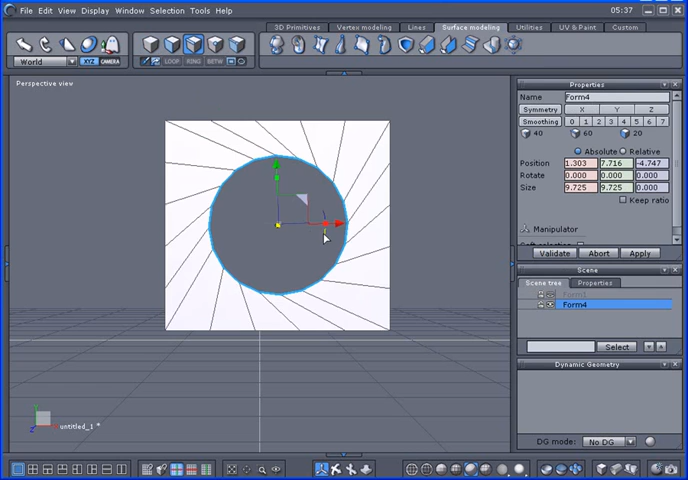 File Edit View Display Window Selection Tools Help 05:37
3D Primitives Vertex modeling Lines Surface modeling Utilities UV & Paint Custom
World XYZ CAMERA LOOP RING BETW
Perspective view
Properties
Name Form4
Symmetry X Y Z
Smoothing 0 1 2 3 4 5 6 7
40 60 20
Absolute Relative
Position 1.303 7.716 -4.747
Rotate 0.000 0.000 0.000
Size 9.725 9.725 0.000
Keep ratio
Manipulator
Validate Abort Apply
Scene
Scene tree Properties
Form1
Form4
Select
Dynamic Geometry
DG mode: No DG
Y
Z
untitled_1 *